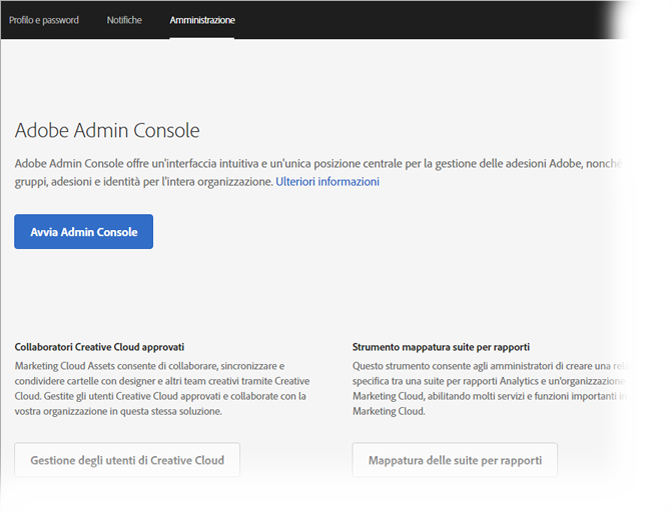 Profilo e password Notifiche Amministrazione
Adobe Admin Console
Adobe Admin Console offre un'interfaccia intuitiva e un'unica posizione centrale per la gestione delle adesioni Adobe, nonché
gruppi, adesioni e identità per l'intera organizzazione. Ulteriori informazioni
Avvia Admin Console
Collaboratori Creative Cloud approvati
Marketing Cloud Assets consente di collaborare, sincronizzare e
condividere cartelle con designer e altri team creativi tramite Creative
Cloud. Gestite gli utenti Creative Cloud approvati e collaborate con la
vostra organizzazione in questa stessa soluzione.
Gestione degli utenti di Creative Cloud
Strumento mappatura suite per rapporti
Questo strumento consente agli amministratori di creare una
specifica tra una suite per rapporti Analytics e un'organizzazione
Marketing Cloud, abilitando molti servizi e funzioni importanti in
Marketing Cloud.
Mappatura delle suite per rapporti